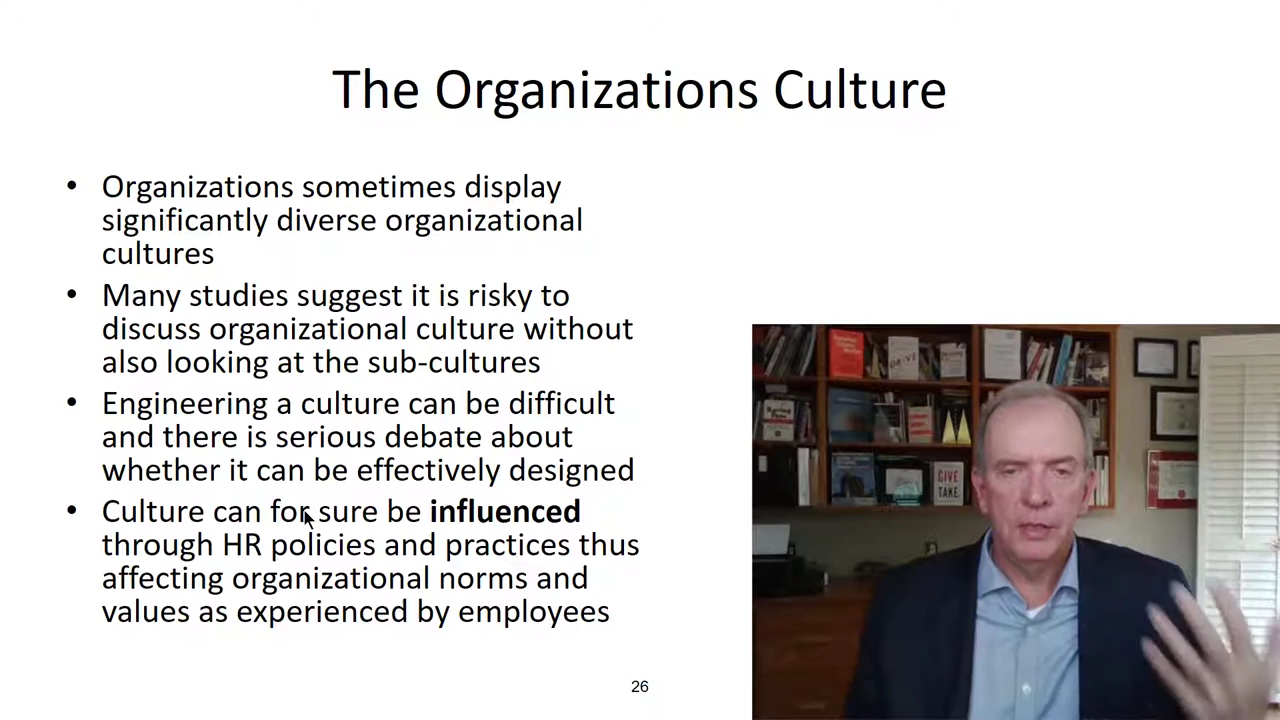 The Organizations Culture
• Organizations sometimes display
significantly diverse organizational
cultures
• Many studies suggest it is risky to
discuss organizational culture without
also looking at the sub-cultures
• Engineering a culture can be difficult
and there is serious debate about
whether it can be effectively designed
• Culture can for sure be influenced
through HR policies and practices thus
affecting organizational norms and
values as experienced by employees
26
DRIVE
GIVE
TAKE